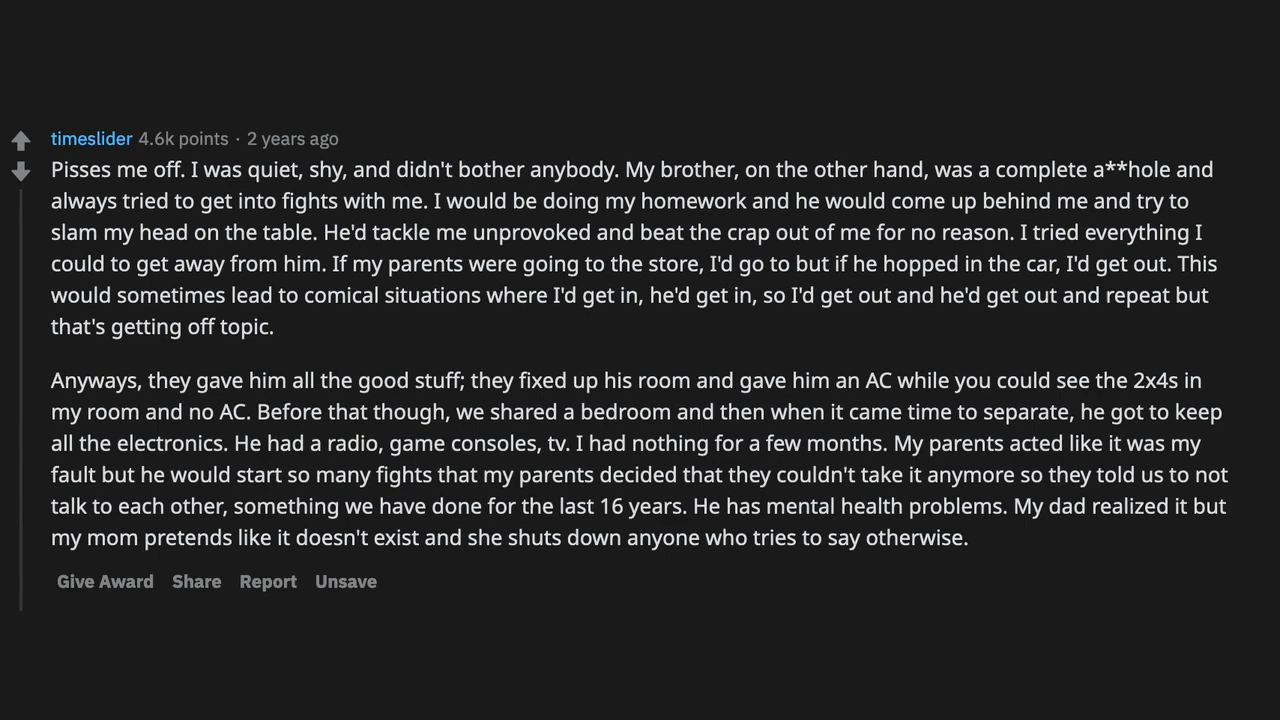 timeslider 4.6k points · 2 years ago
Pisses me off. I was quiet, shy, and didn't bother anybody. My brother, on the other hand, was a complete a**hole and
always tried to get into fights with me. I would be doing my homework and he would come up behind me and try to
slam my head on the table. He'd tackle me unprovoked and beat the crap out of me for no reason. I tried everything I
could to get away from him. If my parents were going to the store, I'd go to but if he hopped in the car, I'd get out. This
would sometimes lead to comical situations where I'd get in, he'd get in, so I'd get out and he'd get out and repeat but
that's getting off topic.
Anyways, they gave him all the good stuff; they fixed up his room and gave him an AC while you could see the 2x4s in
my room and no AC. Before that though, we shared a bedroom and then when it came time to separate, he got to keep
all the electronics. He had a radio, game consoles, tv. I had nothing for a few months. My parents acted like it was my
fault but he would start so many fights that my parents decided that they couldn't take it anymore so they told us to not
talk to each other, something we have done for the last 16 years. He has mental health problems. My dad realized it but
my mom pretends like it doesn't exist and she shuts down anyone who tries to say otherwise.
Give Award Share Report Unsave